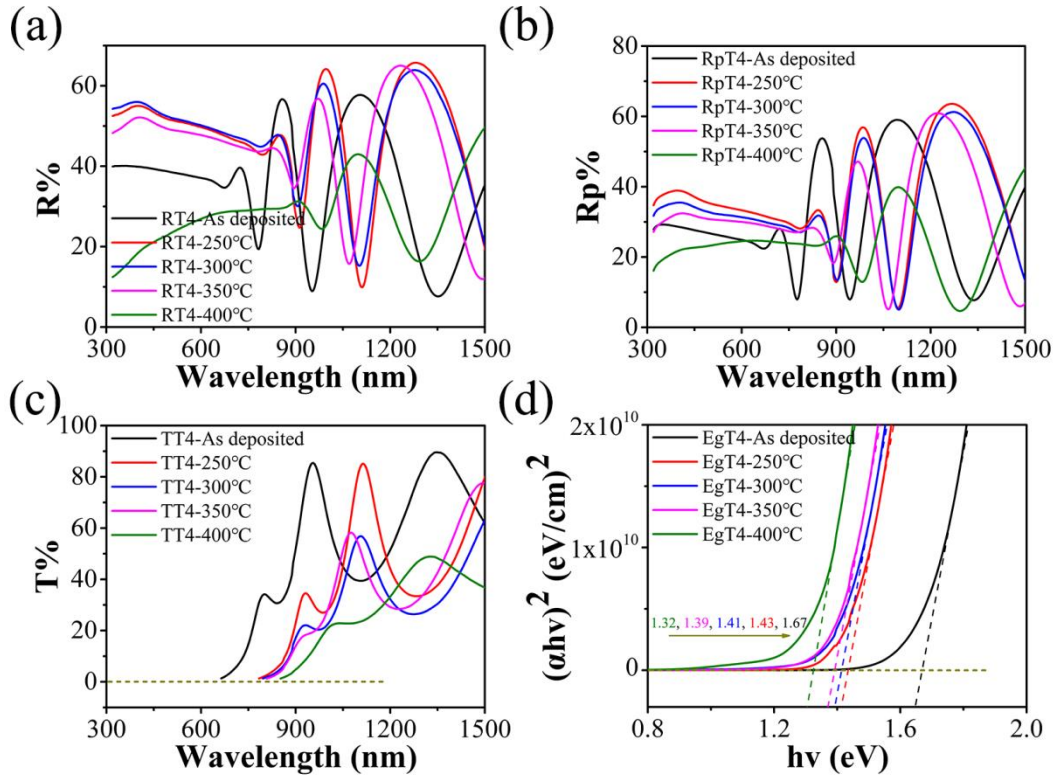 (a)
R%
60
40
20
0
RT4-As deposited
RT4-250℃
RT4-300℃
RT4-350℃
RT4-400℃
300 600 900 1200 1500
Wavelength (nm)
(b)
Rp%
80
60
40
20
0
RpT4-As deposited
RpT4-250℃
RpT4-300℃
RpT4-350℃
RpT4-400℃
300 600 900 1200 1500
Wavelength (nm)
(c)
T%
100
80
60
40
20
0
TT4-As deposited
TT4-250℃
TT4-300℃
TT4-350℃
TT4-400℃
300 600 900 1200 1500
Wavelength (nm)
(d)
(αhν)² (eV/cm)²
2x10¹⁰
1x10¹⁰
0
EgT4-As deposited
EgT4-250℃
EgT4-300℃
EgT4-350℃
EgT4-400℃
1.32, 1.39, 1.41, 1.43, 1.67
0.8 1.2 1.6 2.0
hν (eV)